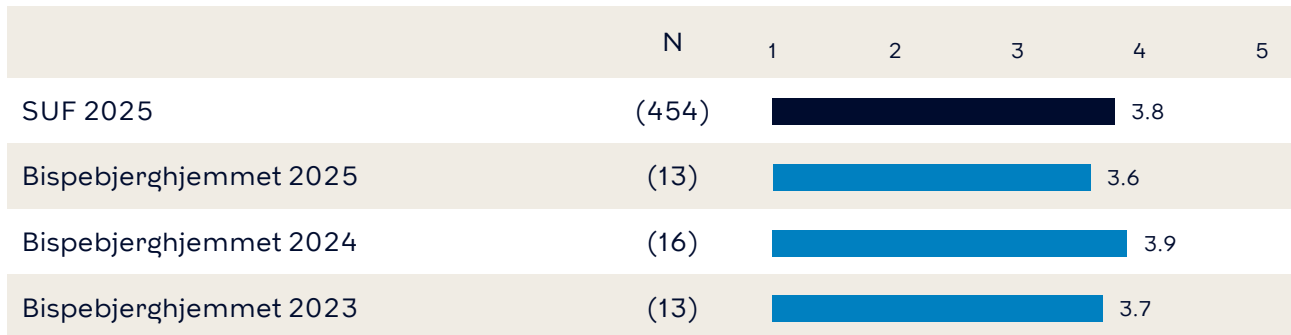 N 1 2 3 4 5
SUF 2025 (454) 3.8
Bispebjerghjemmet 2025 (13) 3.6
Bispebjerghjemmet 2024 (16) 3.9
Bispebjerghjemmet 2023 (13) 3.7